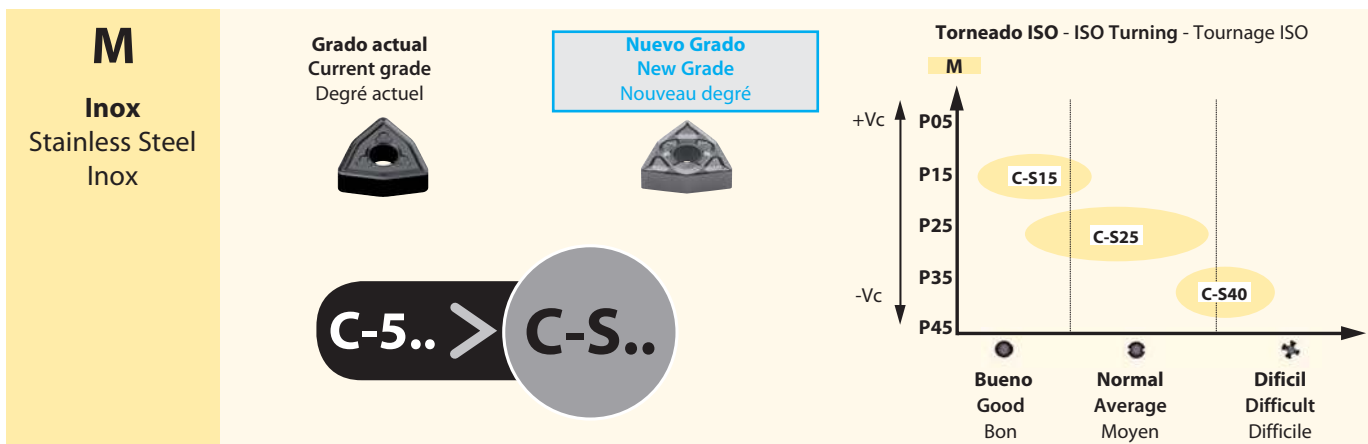 M
Inox
Stainless Steel
Inox
Grado actual
Current grade
Degré actuel
Nuevo Grado
New Grade
Nouveau degré
C-5.. > C-S..
Torneado ISO - ISO Turning - Tournage ISO
M
+Vc
-Vc
P05
P15
P25
P35
P45
C-S15
C-S25
C-S40
Bueno
Good
Bon
Normal
Average
Moyen
Dificil
Difficult
Difficile